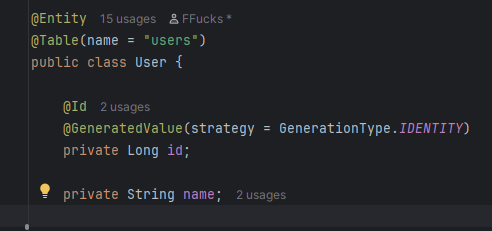 @Entity 15 usages FFucks *
@Table(name = "users")
public class User {
@Id 2 usages
@GeneratedValue(strategy = GenerationType.IDENTITY)
private Long id;
private String name; 2 usages